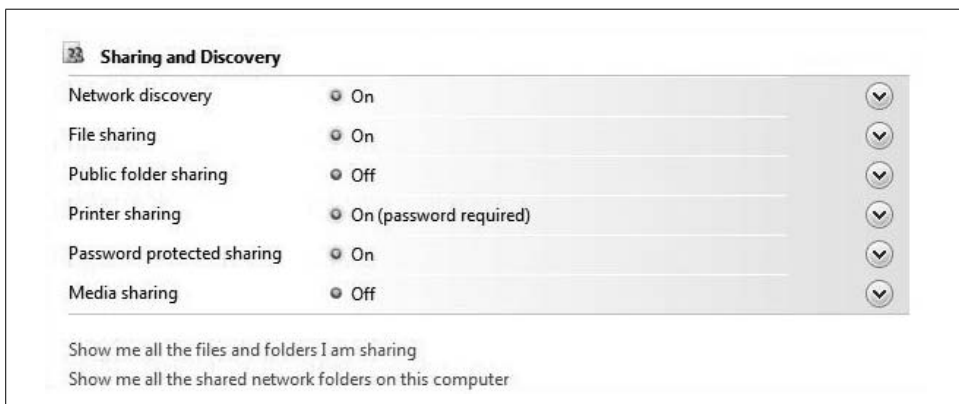 Sharing and Discovery
Network discovery On
File sharing On
Public folder sharing Off
Printer sharing On (password required)
Password protected sharing On
Media sharing Off
Show me all the files and folders I am sharing
Show me all the shared network folders on this computer